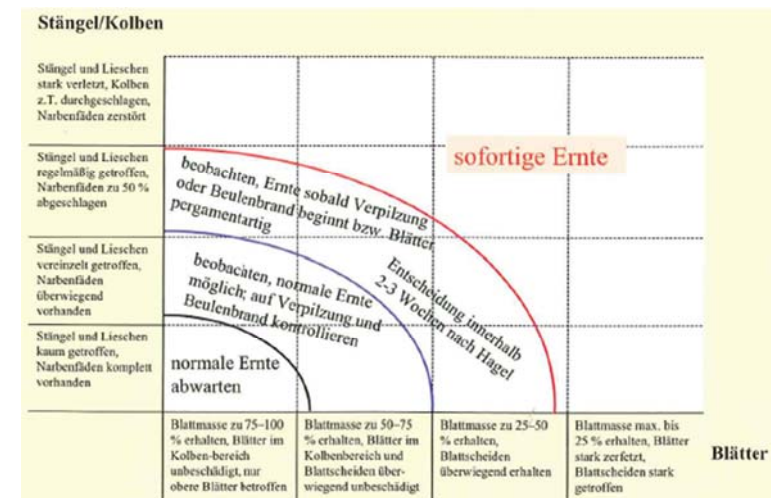 Stängel/Kolben
Stängel und Lieschen
stark verletzt, Kolben
z.T. durchgeschlagen,
Narbenfäden zerstört
sofortige Ernte
Stängel und Lieschen
regelmäßig getroffen,
Narbenfäden zu 50 %
abgeschlagen
beobachten, Ernte sobald Verpilzung
oder Beulenbrand beginnt bzw. Blätter
pergamentartig
Stängel und Lieschen
vereinzelt getroffen,
Narbenfäden
überwiegend
vorhanden
beobachten, normale Ernte
möglich; auf Verpilzung und
Beulenbrand kontrollieren
Entscheidung innerhalb
2-3 Wochen nach Hagel
Stängel und Lieschen
kaum getroffen,
Narbenfäden komplett
vorhanden
normale Ernte
abwarten
Blattmasse zu 75–100
% erhalten, Blätter im
Kolben-bereich
unbeschädigt, nur
obere Blätter betroffen
Blattmasse zu 50–75
% erhalten, Blätter im
Kolbenbereich und
Blattscheiden über-
wiegend unbeschädigt
Blattmasse zu 25–50
% erhalten,
Blattscheiden
überwiegend erhalten
Blattmasse max. bis
25 % erhalten, Blätter
stark zerfetzt,
Blattscheiden stark
getroffen
Blätter